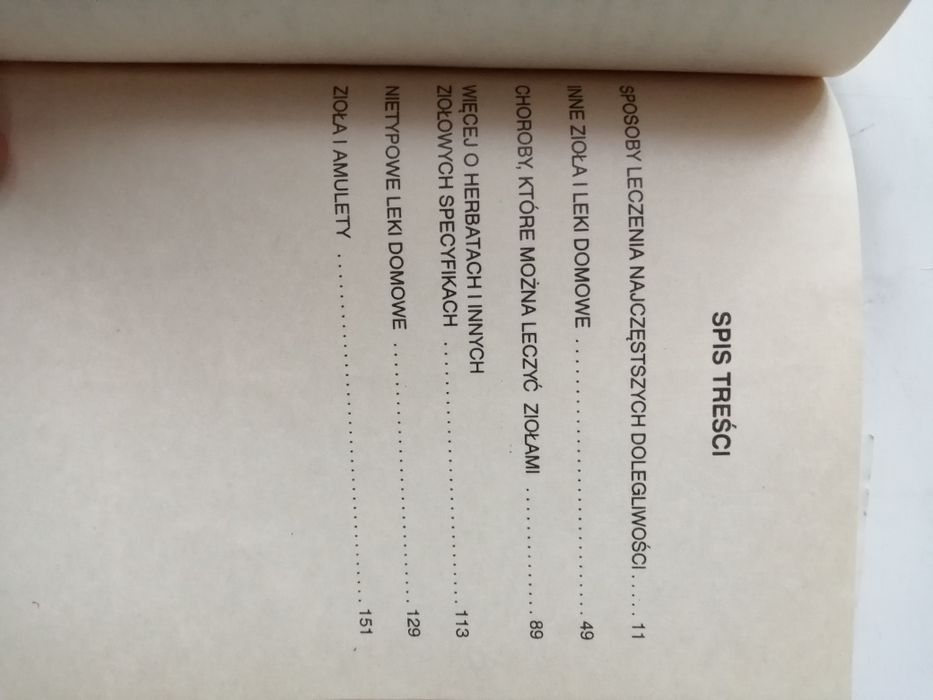 SPIS TREŚCI
SPOSOBY LECZENIA NAJCZĘSTSZYCH DOLEGLIWOŚCI ..... 11
INNE ZIOŁA I LEKI DOMOWE ............................. 49
CHOROBY, KTÓRE MOŻNA LECZYĆ ZIOŁAMI ............. 89
WIĘCEJ O HERBATACH I INNYCH
ZIOŁOWYCH SPECYFIKACH ............................ 113
NIETYPOWE LEKI DOMOWE ............................ 129
ZIOŁA I AMULETY ...................................... 151